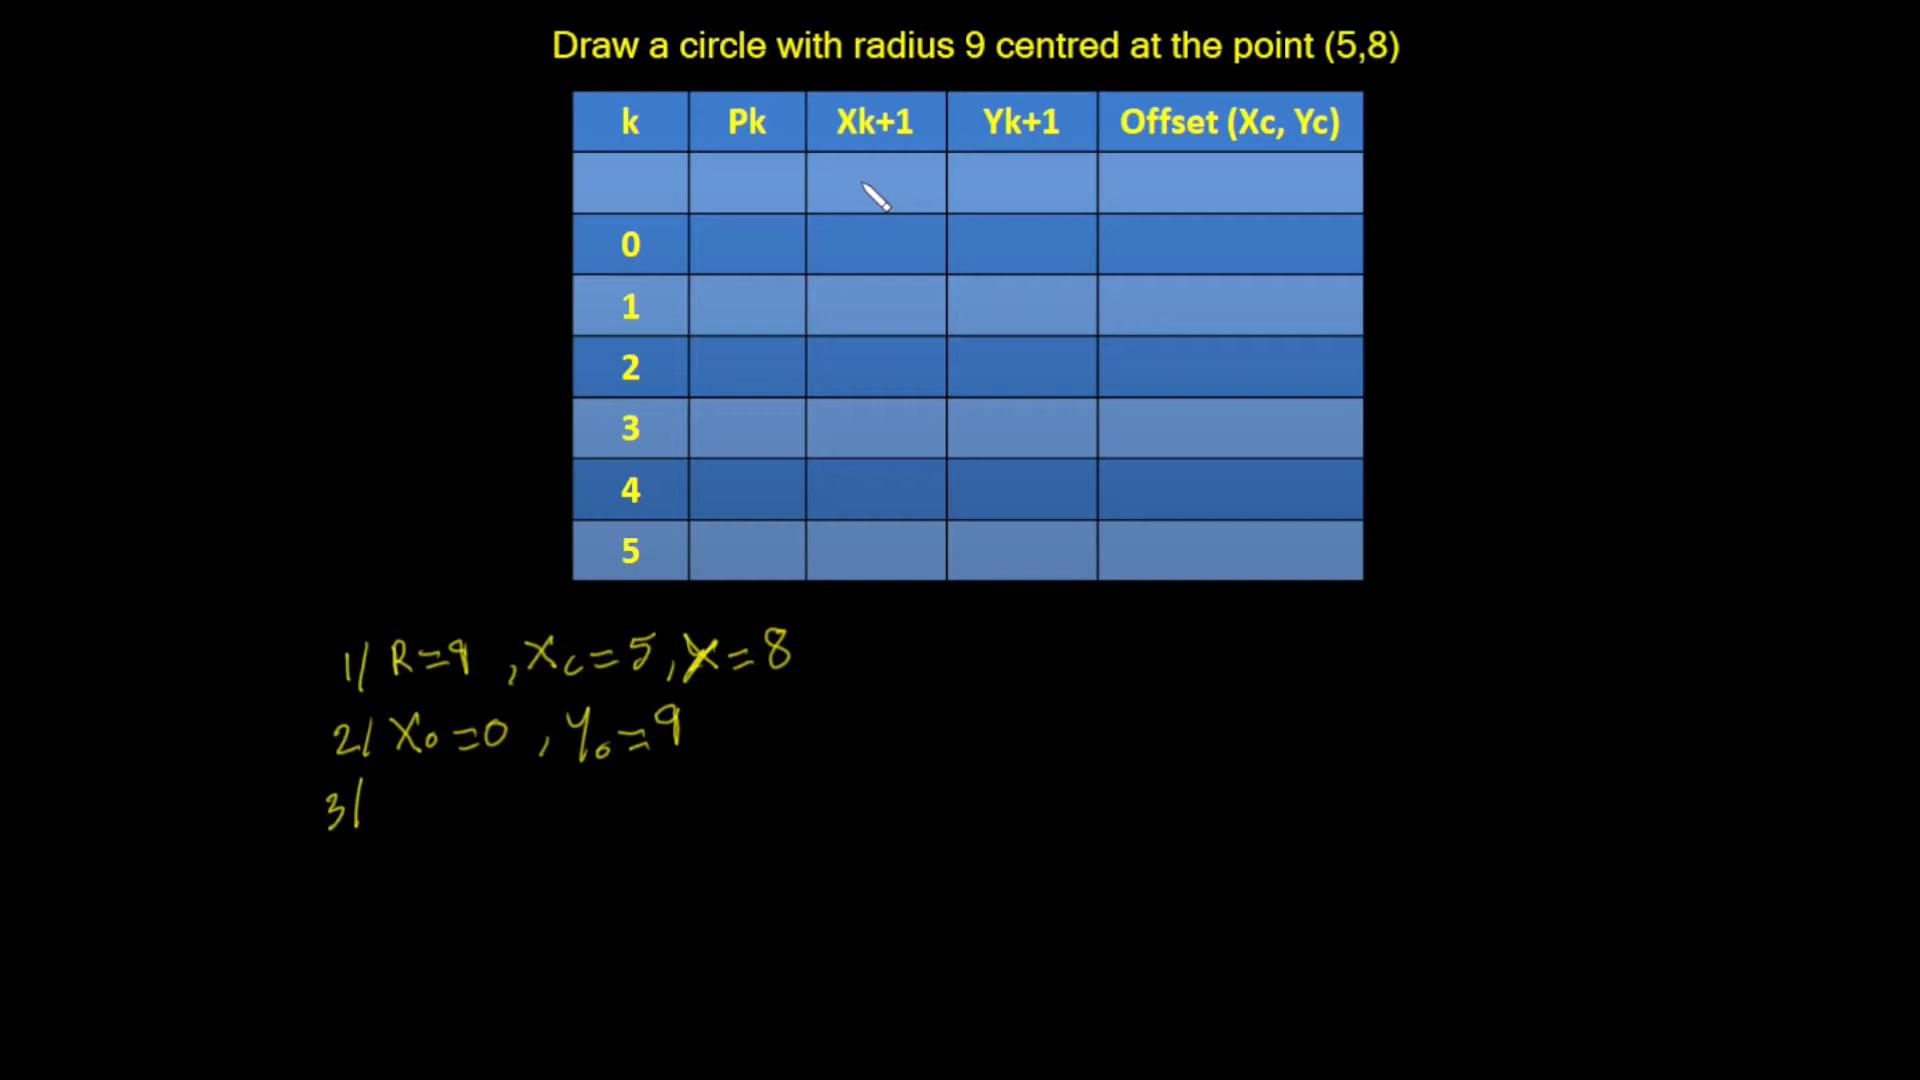 Draw a circle with radius 9 centred at the point (5,8)
k Pk Xk+1 Yk+1 Offset (Xc, Yc)
0
1
2
3
4
5
1/ R=9 , Xc=5, Y=8
2/ X0=0 , Y0=9
3/